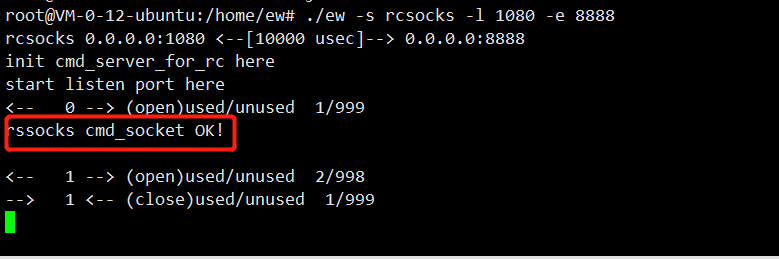 root@VM-0-12-ubuntu:/home/ew# ./ew -s rcsocks -l 1080 -e 8888
rcsocks 0.0.0.0:1080 <--[10000 usec]--> 0.0.0.0:8888
init cmd_server_for_rc here
start listen port here
<--   0 --> (open)used/unused  1/999
rssocks cmd_socket OK!
<--   1 --> (open)used/unused  2/998
-->   1 <-- (close)used/unused  1/999